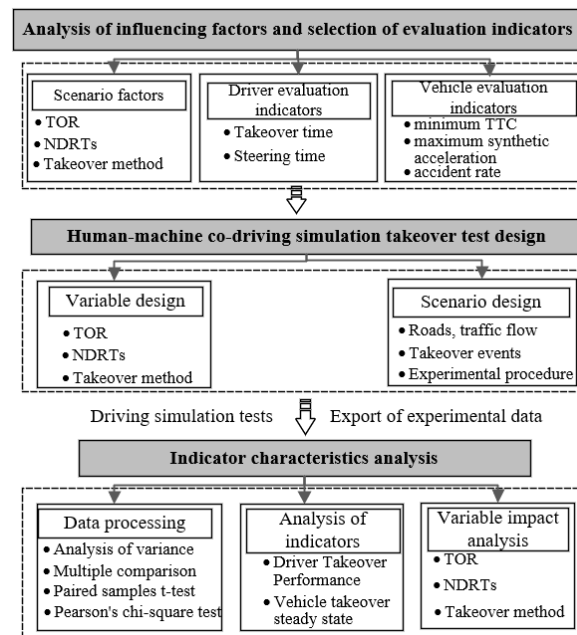 Analysis of influencing factors and selection of evaluation indicators
Scenario factors
● TOR
● NDRTs
● Takeover method
Driver evaluation
indicators
● Takeover time
● Steering time
Vehicle evaluation
indicators
● minimum TTC
● maximum synthetic
acceleration
● accident rate
Human-machine co-driving simulation takeover test design
Variable design
● TOR
● NDRTs
● Takeover method
Scenario design
● Roads, traffic flow
● Takeover events
● Experimental procedure
Driving simulation tests
Export of experimental data
Indicator characteristics analysis
Data processing
● Analysis of variance
● Multiple comparison
● Paired samples t-test
● Pearson's chi-square test
Analysis of
indicators
● Driver Takeover
Performance
● Vehicle takeover
steady state
Variable impact
analysis
● TOR
● NDRTs
● Takeover method